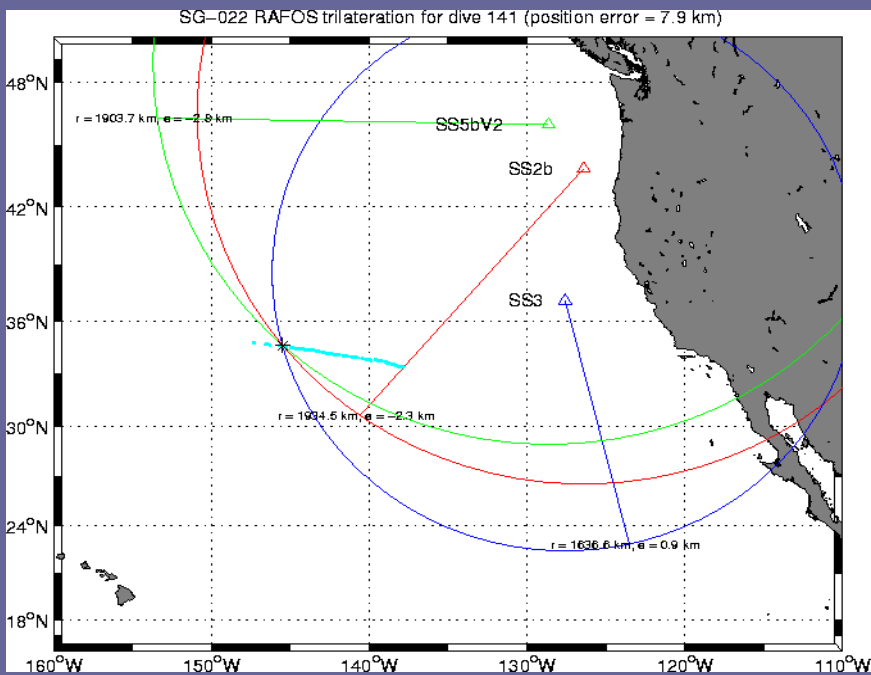 SG-022 RAFOS trilateration for dive 141 (position error = 7.9 km)
48°N
r = 1903.7 km, e = -2.8 km
SS5bV2
SS2b
42°N
SS3
36°N
r = 1934.5 km, e = -2.3 km
30°N
24°N
r = 1636.6 km, e = 0.9 km
18°N
160°W
150°W
140°W
130°W
120°W
110°W